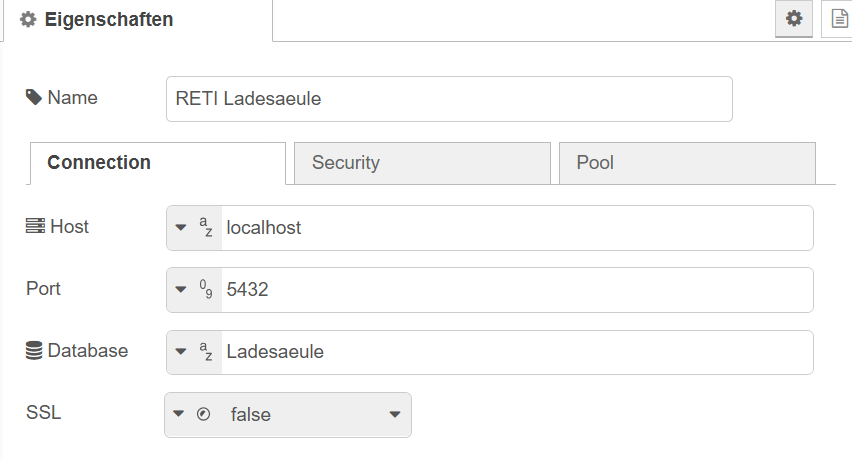 Eigenschaften
Name
RETI Ladesaeule
Connection Security Pool
Host a z localhost
Port 0 9 5432
Database a z Ladesaeule
SSL false